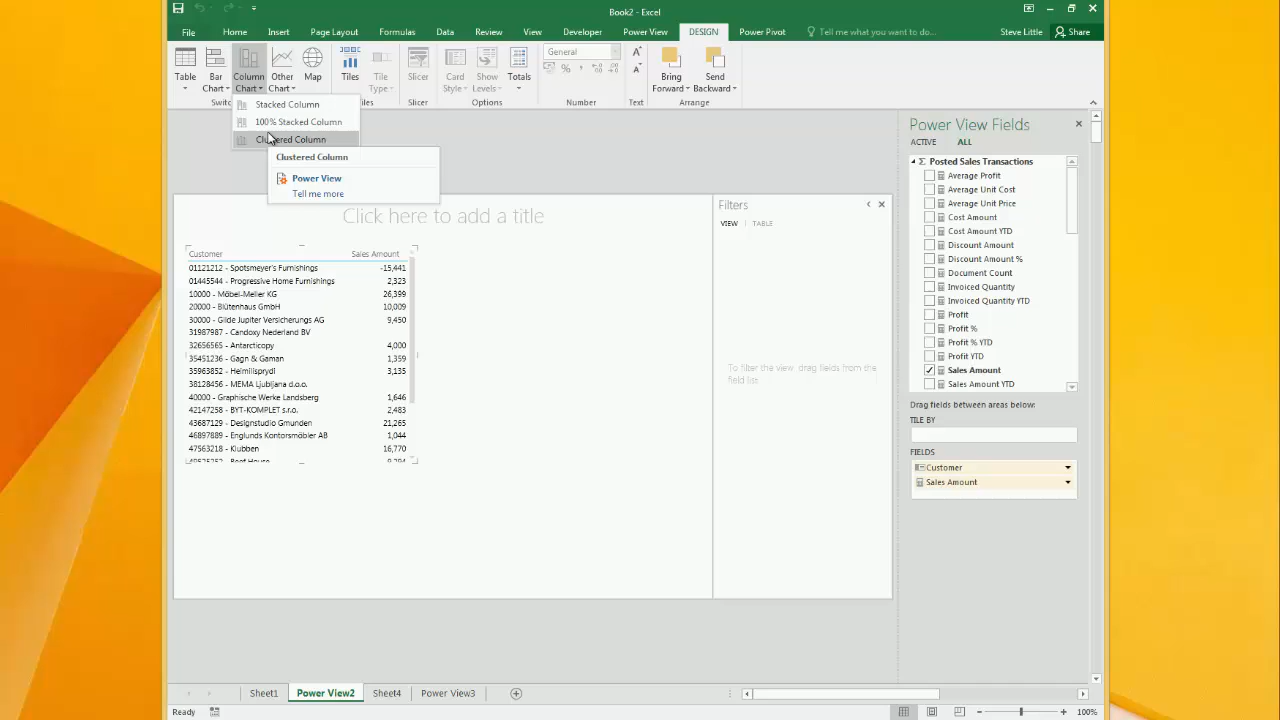 Book2 - Excel
File Home Insert Page Layout Formulas Data Review View Developer Power View DESIGN Power Pivot Tell me what you want to do... Steve Little Share
Table Bar Chart Column Chart Other Chart Map Tiles Tile Type Slicer Card Style Show Levels Totals General % , .00 Bring Forward Send Backward
Options Number Text Arrange
Stacked Column
100% Stacked Column
Clustered Column
Clustered Column
Power View
Tell me more
Click here to add a title
Customer Sales Amount
01121212 - Spotsmeyer's Furnishings -15,441
01445544 - Progressive Home Furnishings 2,323
10000 - Möbel-Meller KG 26,399
20000 - Blütenhaus GmbH 10,009
30000 - Gilde Jupiter Versicherungs AG 9,450
31987987 - Candoxy Nederland BV
32656565 - Antarcticopy 4,000
35451236 - Gagn & Gaman 1,359
35963852 - Heimilisprydi 3,135
38128456 - MEMA Ljubljana d.o.o.
40000 - Graphische Werke Landsberg 1,646
42147258 - BYT-KOMPLET s.r.o. 2,483
43687129 - Designstudio Gmunden 21,265
46897889 - Englunds Kontorsmöbler AB 1,044
47563218 - Klubben 16,770
Filters
VIEW TABLE
To filter the view drag fields from the
field list.
Power View Fields
ACTIVE ALL
Posted Sales Transactions
Average Profit
Average Unit Cost
Average Unit Price
Cost Amount
Cost Amount YTD
Discount Amount
Discount Amount %
Document Count
Invoiced Quantity
Invoiced Quantity YTD
Profit
Profit %
Profit % YTD
Profit YTD
Sales Amount
Sales Amount YTD
Drag fields between areas below:
TILE BY
FIELDS
Customer
Sales Amount
Sheet1 Power View2 Sheet4 Power View3
Ready 100%